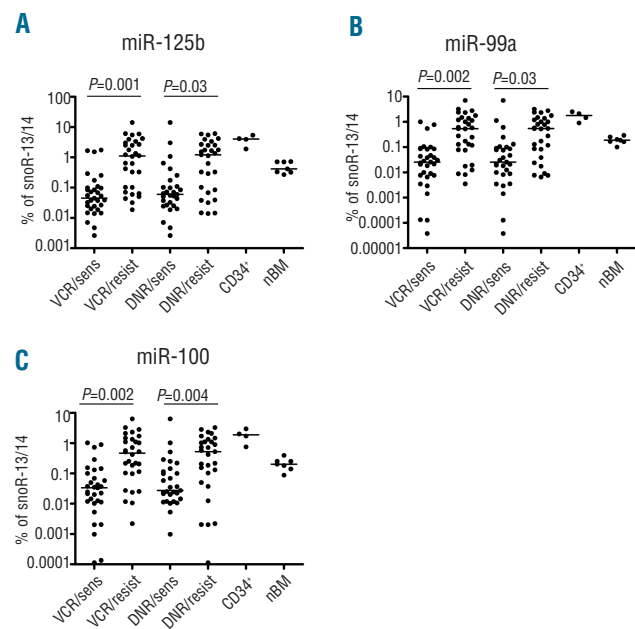 A
miR-125b
P=0.001
P=0.03
% of snoR-13/14
100
10
1
0.1
0.01
0.001
VCR/sens
VCR/resist
DNR/sens
DNR/resist
CD34⁺
nBM
B
miR-99a
P=0.002
P=0.03
% of snoR-13/14
10
1
0.1
0.01
0.001
0.0001
0.00001
VCR/sens
VCR/resist
DNR/sens
DNR/resist
CD34⁺
nBM
C
miR-100
P=0.002
P=0.004
% of snoR-13/14
10
1
0.1
0.01
0.001
0.0001
VCR/sens
VCR/resist
DNR/sens
DNR/resist
CD34⁺
nBM